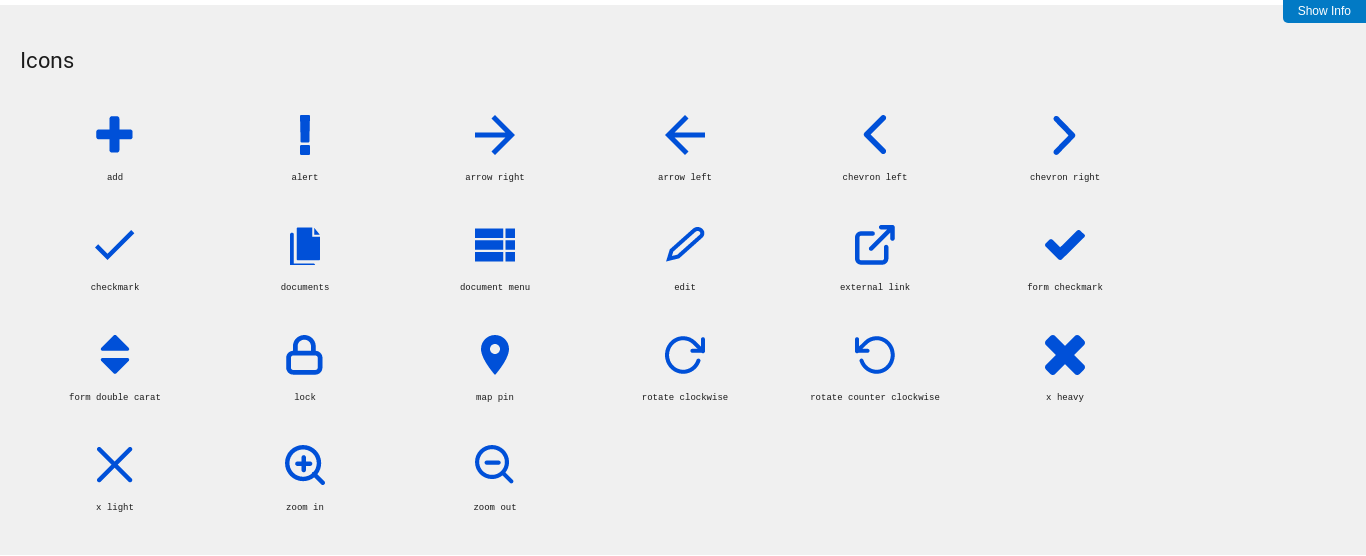 Show Info
Icons
add
alert
arrow right
arrow left
chevron left
chevron right
checkmark
documents
document menu
edit
external link
form checkmark
form double carat
lock
map pin
rotate clockwise
rotate counter clockwise
x heavy
x light
zoom in
zoom out